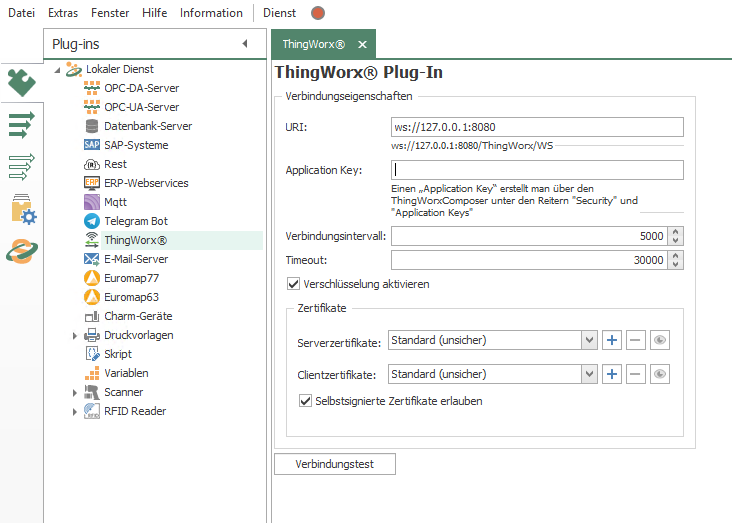 Datei Extras Fenster Hilfe Information Dienst
Plug-ins
Lokaler Dienst
OPC-DA-Server
OPC-UA-Server
Datenbank-Server
SAP
SAP-Systeme
Rest
ERP
ERP-Webservices
Mqtt
Telegram Bot
ThingWorx®
E-Mail-Server
Euromap77
Euromap63
Charm-Geräte
Druckvorlagen
Skript
Variablen
Scanner
RFID
RFID Reader
ThingWorx®
ThingWorx® Plug-In
Verbindungseigenschaften
URI: ws://127.0.0.1:8080
ws://127.0.0.1:8080/ThingWorx/WS
Application Key:
Einen „Application Key“ erstellt man über den
ThingWorxComposer unter den Reitern "Security" und
"Application Keys"
Verbindungsintervall: 5000
Timeout: 30000
Verschlüsselung aktivieren
Zertifikate
Serverzertifikate: Standard (unsicher)
Clientzertifikate: Standard (unsicher)
Selbstsignierte Zertifikate erlauben
Verbindungstest